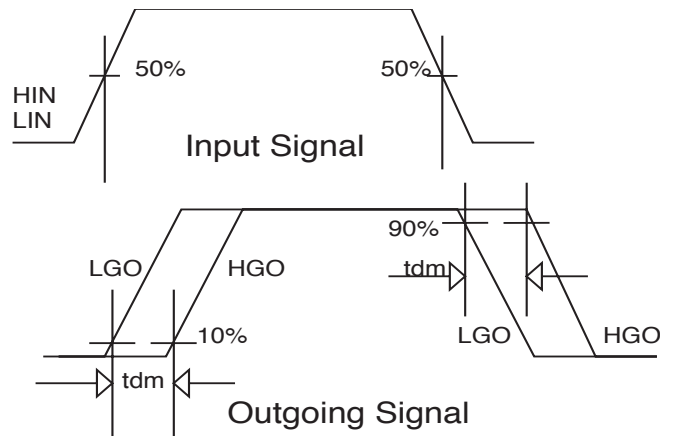 50%
50%
HIN
LIN
Input Signal
90%
LGO
HGO
tdm
10%
LGO
HGO
tdm
Outgoing Signal